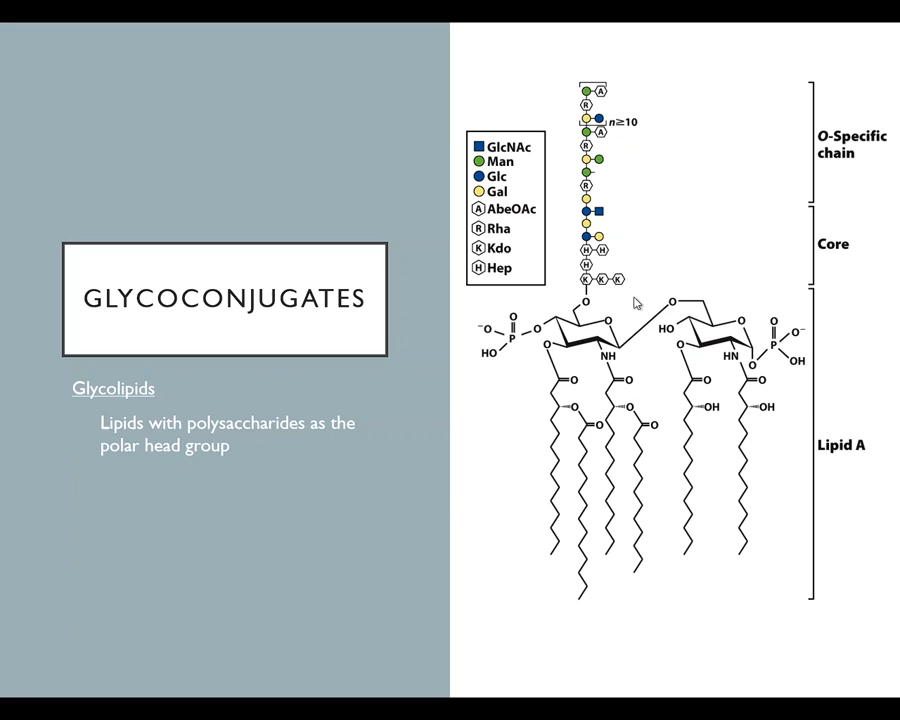 GLYCOCONJUGATES
Glycolipids
Lipids with polysaccharides as the
polar head group
GlcNAc
Man
Glc
Gal
A AbeOAc
R Rha
K Kdo
H Hep
A
R
n≥10
A
R
R
H H
H
K K K
O-Specific
chain
Core
Lipid A
O
O
O
O
⁻O
P
O
O
HO
O
P
O⁻
HO
O
NH
O
HN
O
OH
O
O
O
O
O
O
OH
OH
O
O